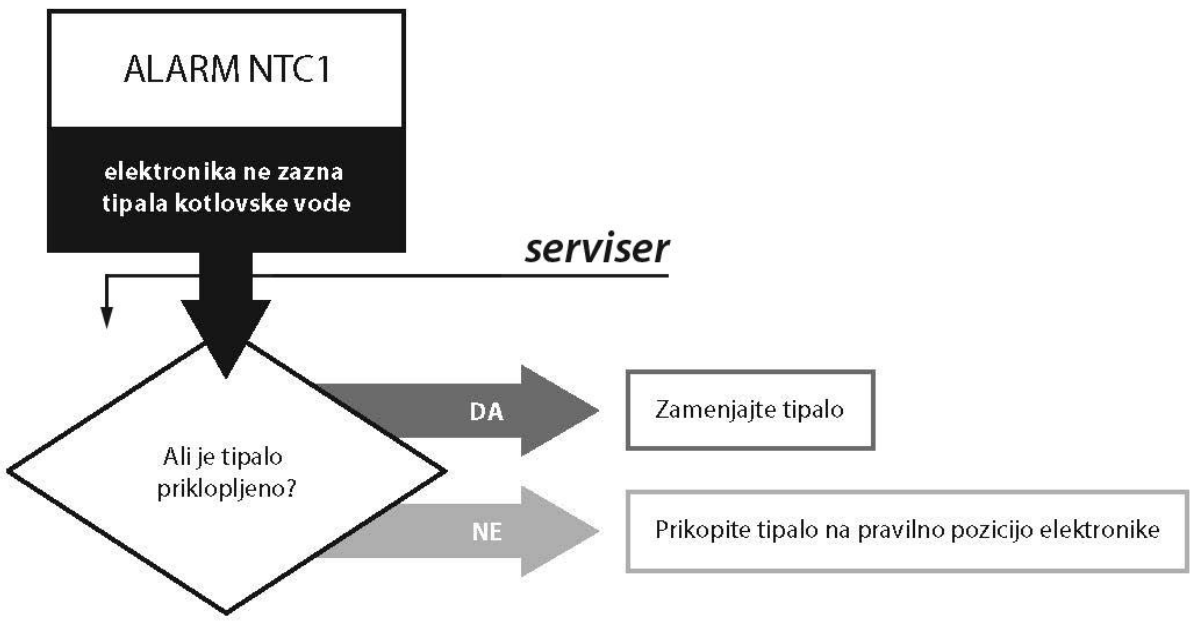 ALARM NTC1
elektronika ne zazna
tipala kotlovske vode
serviser
Ali je tipalo
priklopljeno?
DA
Zamenjajte tipalo
NE
Prikopite tipalo na pravilno pozicijo elektronike